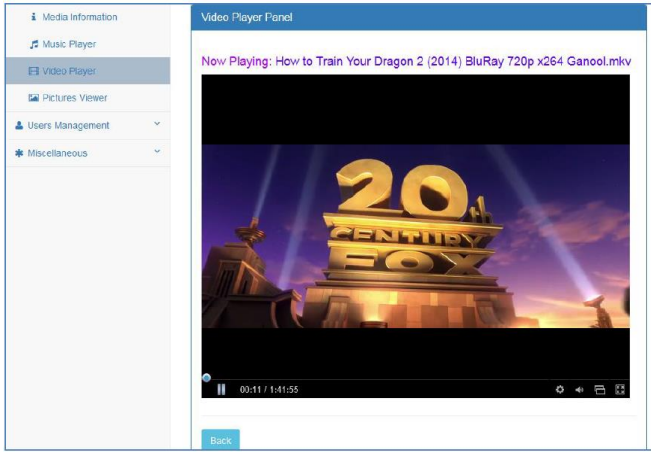 Media Information
Music Player
Video Player
Pictures Viewer
Users Management
Miscellaneous
Video Player Panel
Now Playing: How to Train Your Dragon 2 (2014) BluRay 720p x264 Ganool.mkv
20th
CENTURY
FOX
00:11 / 1:41:55
Back